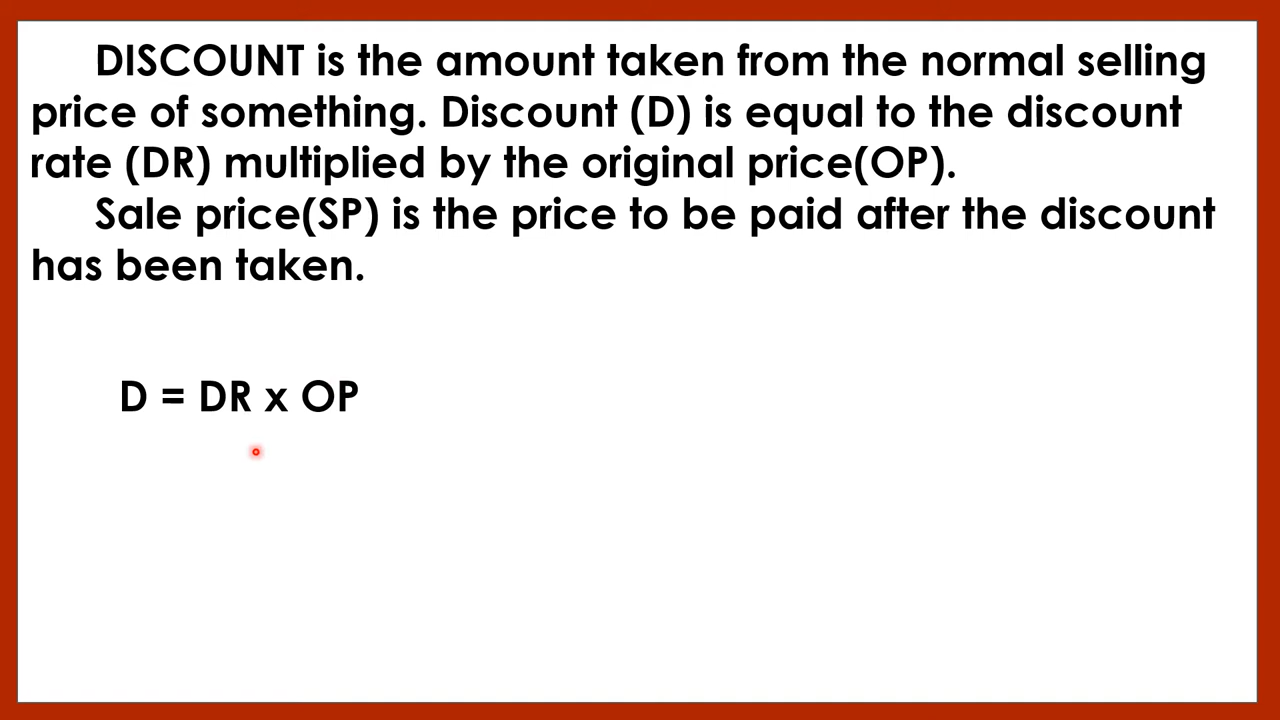 DISCOUNT is the amount taken from the normal selling
price of something. Discount (D) is equal to the discount
rate (DR) multiplied by the original price(OP).
Sale price(SP) is the price to be paid after the discount
has been taken.
D = DR x OP